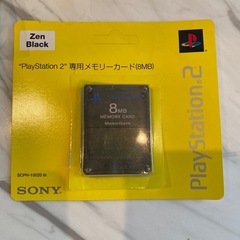 Zen
Black
"PlayStation 2" 専用メモリーカード(8MB)
8MB
MEMORY CARD
MagicGate
PlayStation 2
SONY